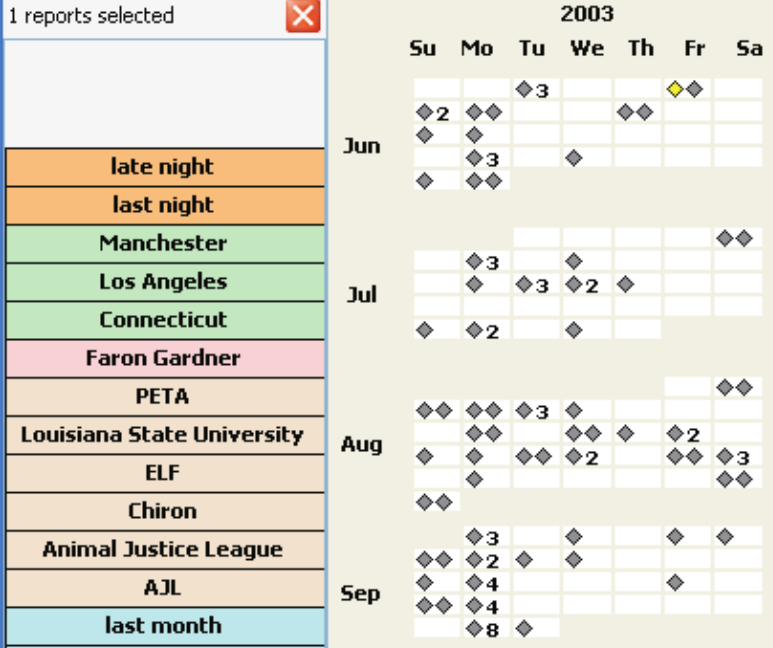 1 reports selected
late night
last night
Manchester
Los Angeles
Connecticut
Faron Gardner
PETA
Louisiana State University
ELF
Chiron
Animal Justice League
AJL
last month
2003
Su Mo Tu We Th Fr Sa
Jun
3
2
3
Jul
3
3 2
2
Aug
3
2
2 3
Sep
3
2
4
4
8